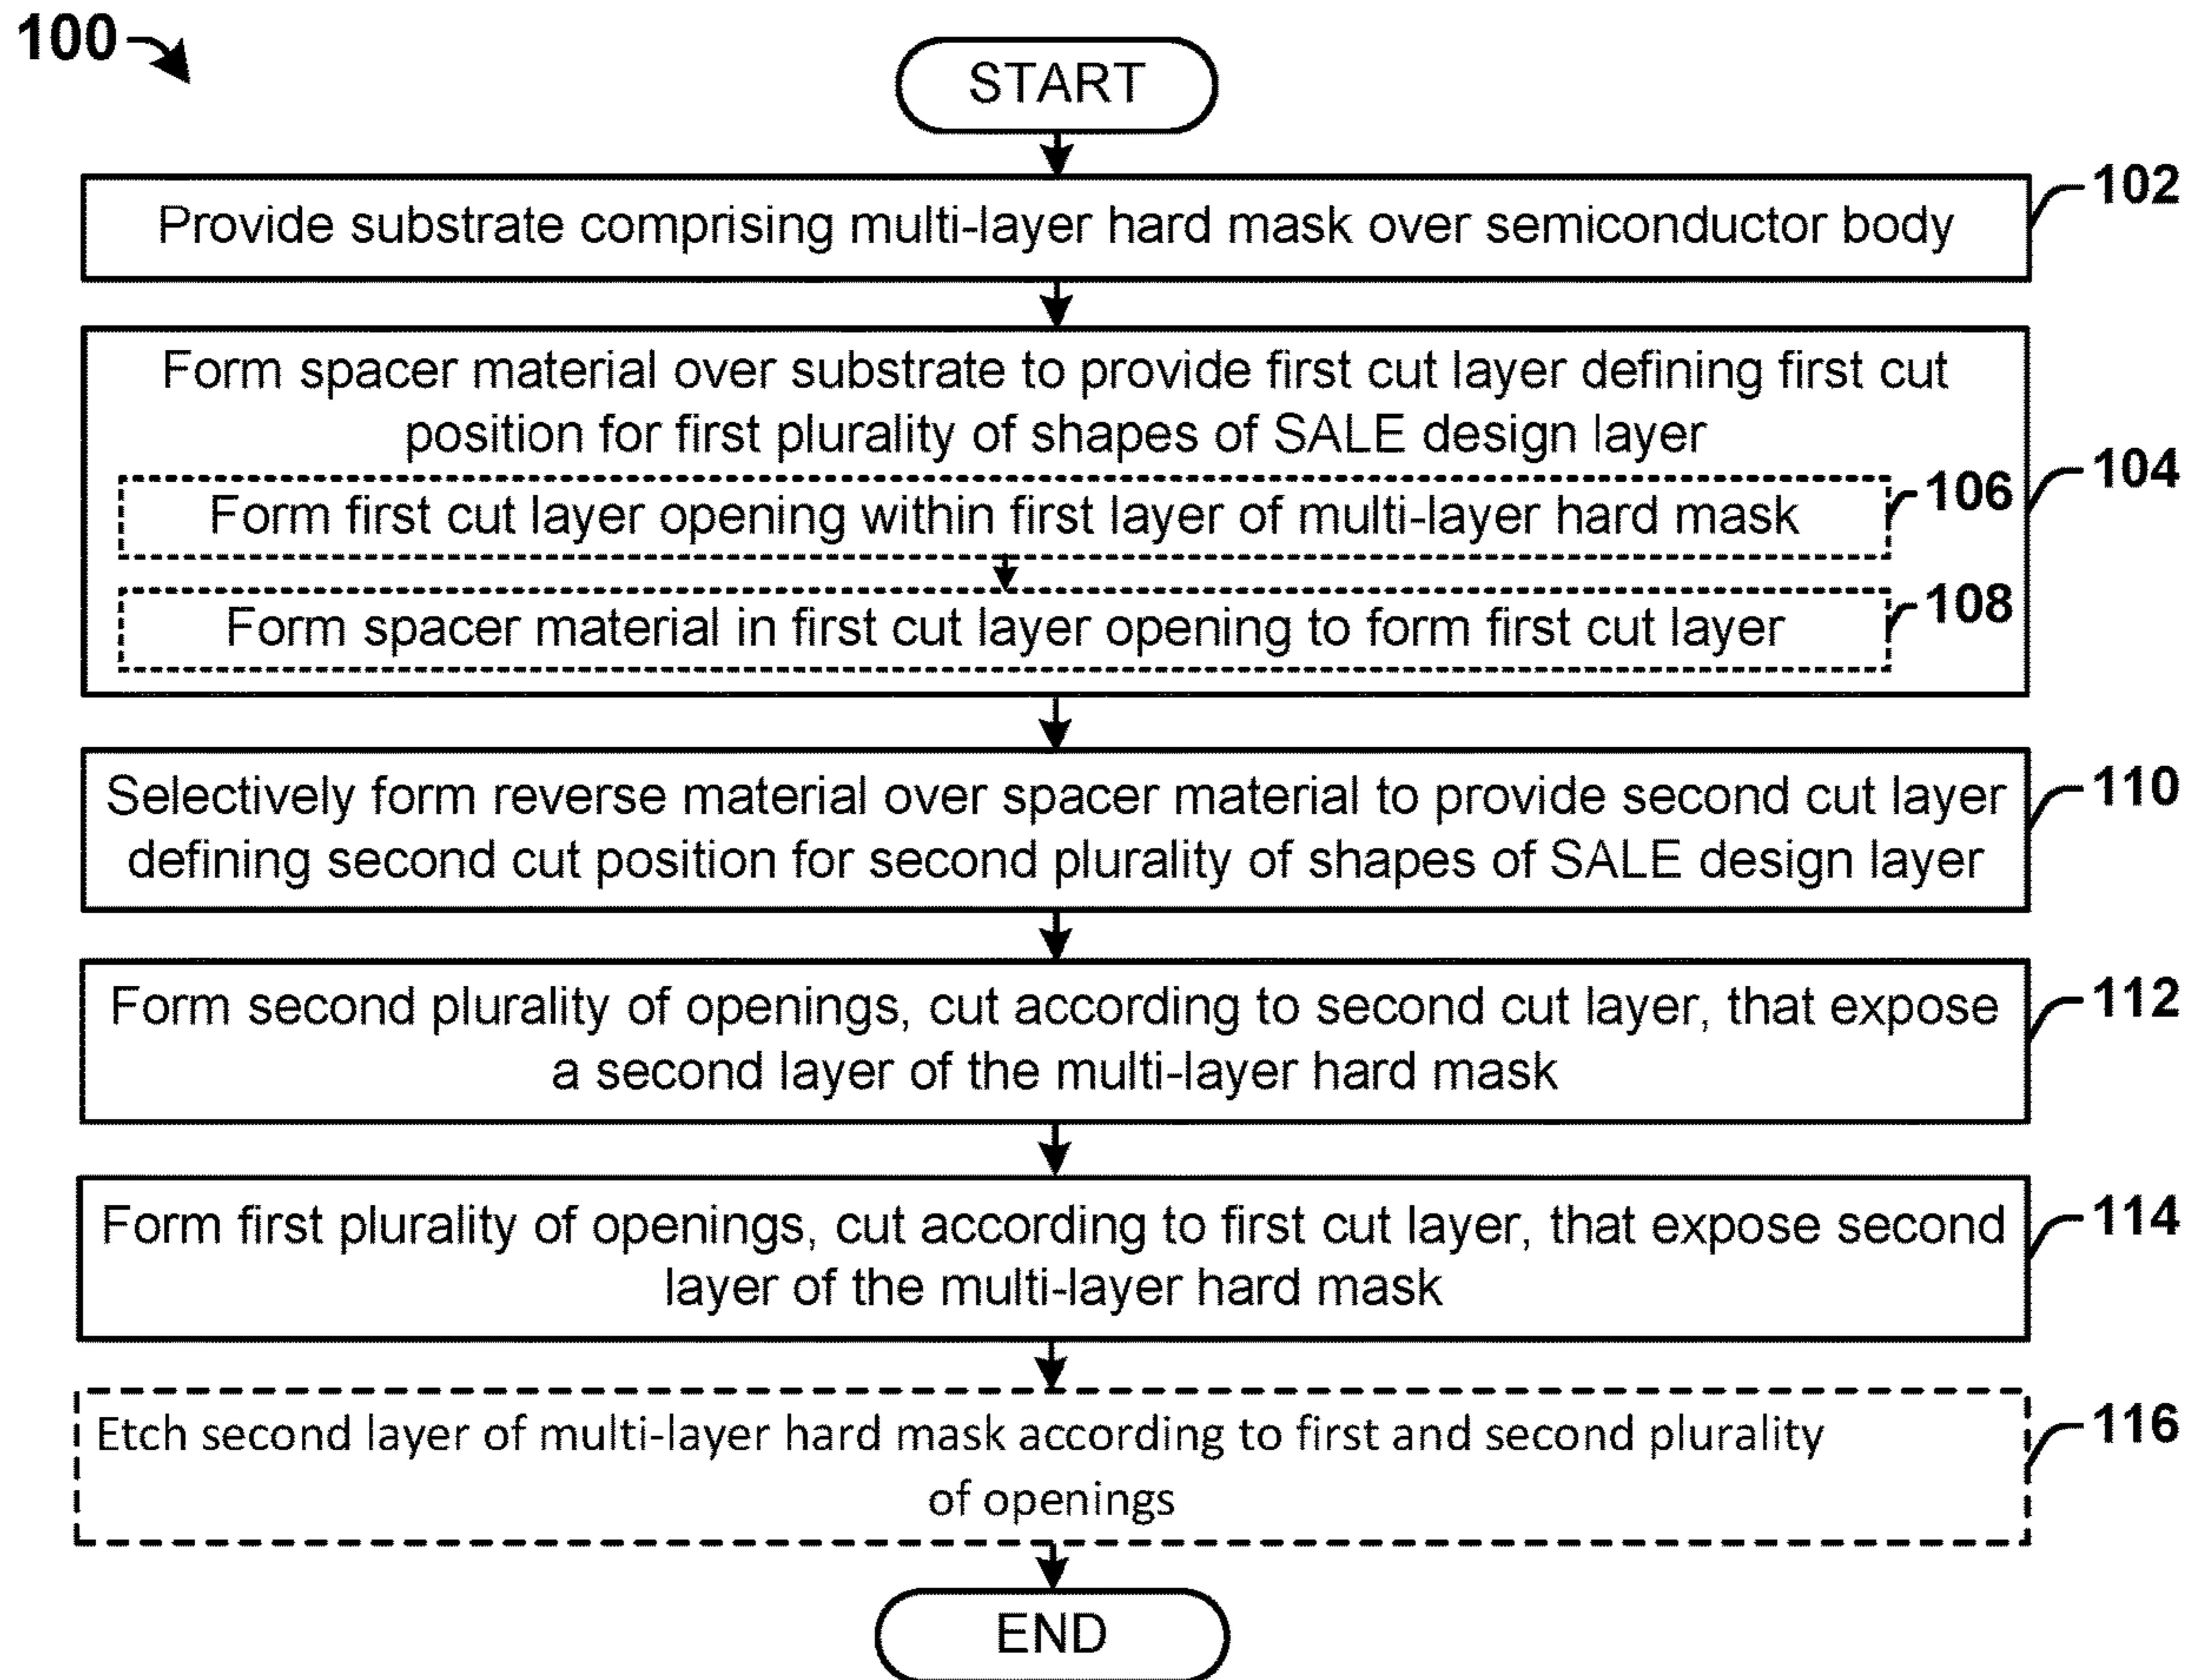 100
START
Provide substrate comprising multi-layer hard mask over semiconductor body
102
Form spacer material over substrate to provide first cut layer defining first cut
position for first plurality of shapes of SALE design layer
104
Form first cut layer opening within first layer of multi-layer hard mask
106
Form spacer material in first cut layer opening to form first cut layer
108
Selectively form reverse material over spacer material to provide second cut layer
defining second cut position for second plurality of shapes of SALE design layer
110
Form second plurality of openings, cut according to second cut layer, that expose
a second layer of the multi-layer hard mask
112
Form first plurality of openings, cut according to first cut layer, that expose second
layer of the multi-layer hard mask
114
Etch second layer of multi-layer hard mask according to first and second plurality
of openings
116
END